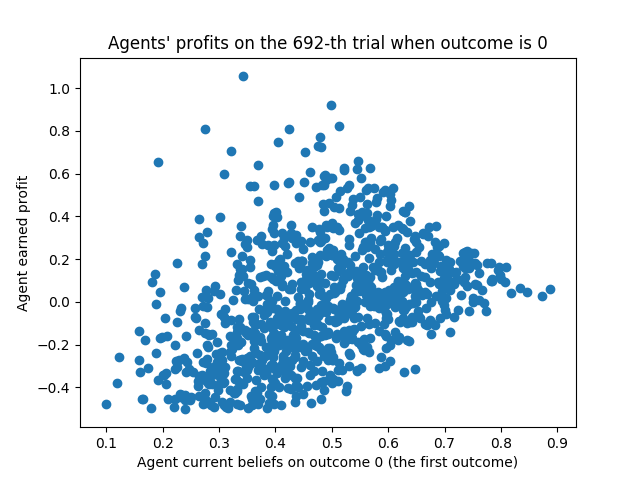 Agents' profits on the 692-th trial when outcome is 0
1.0
0.8
0.6
0.4
0.2
0.0
−0.2
−0.4
Agent earned profit
0.1 0.2 0.3 0.4 0.5 0.6 0.7 0.8 0.9
Agent current beliefs on outcome 0 (the first outcome)